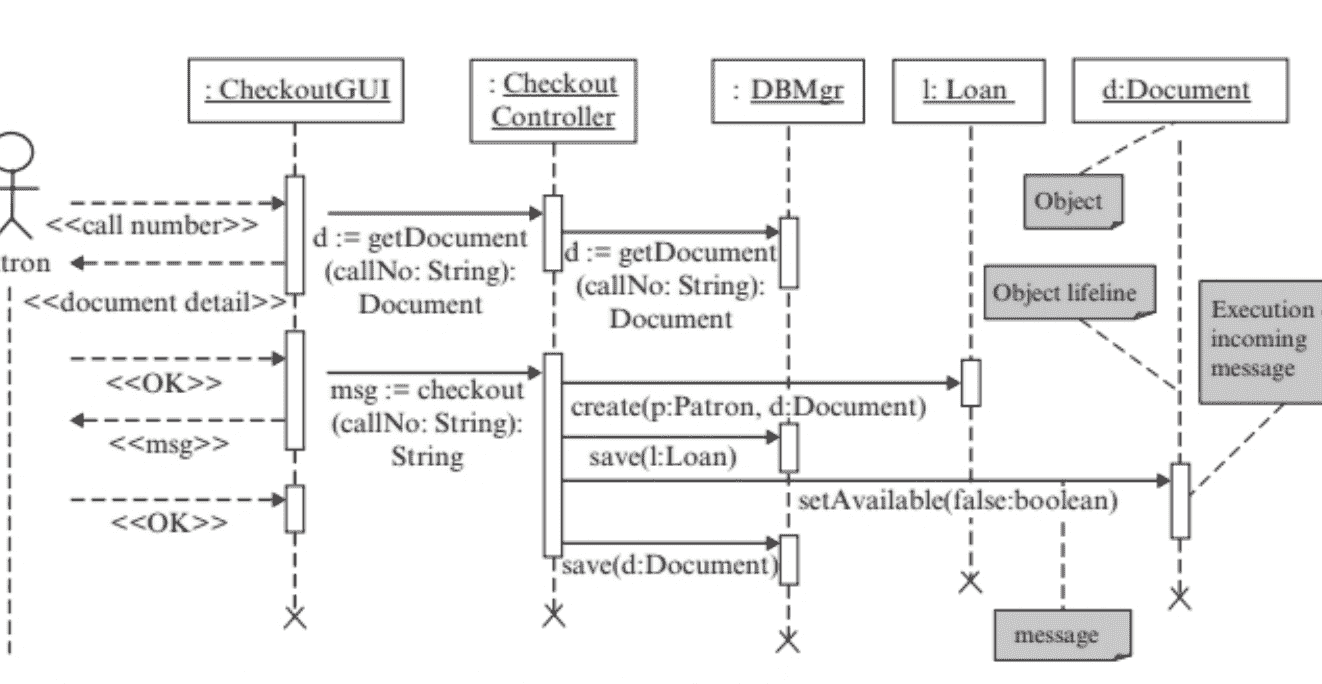 : CheckoutGUI
: Checkout
Controller
: DBMgr
l: Loan
d:Document
Object
<<call number>>
d := getDocument
(callNo: String):
Document
d := getDocument
(callNo: String):
Document
tron
<<document detail>>
Object lifeline
Execution
incoming
message
<<OK>>
msg := checkout
(callNo: String):
String
create(p:Patron, d:Document)
<<msg>>
save(l:Loan)
setAvailable(false:boolean)
<<OK>>
save(d:Document)
message